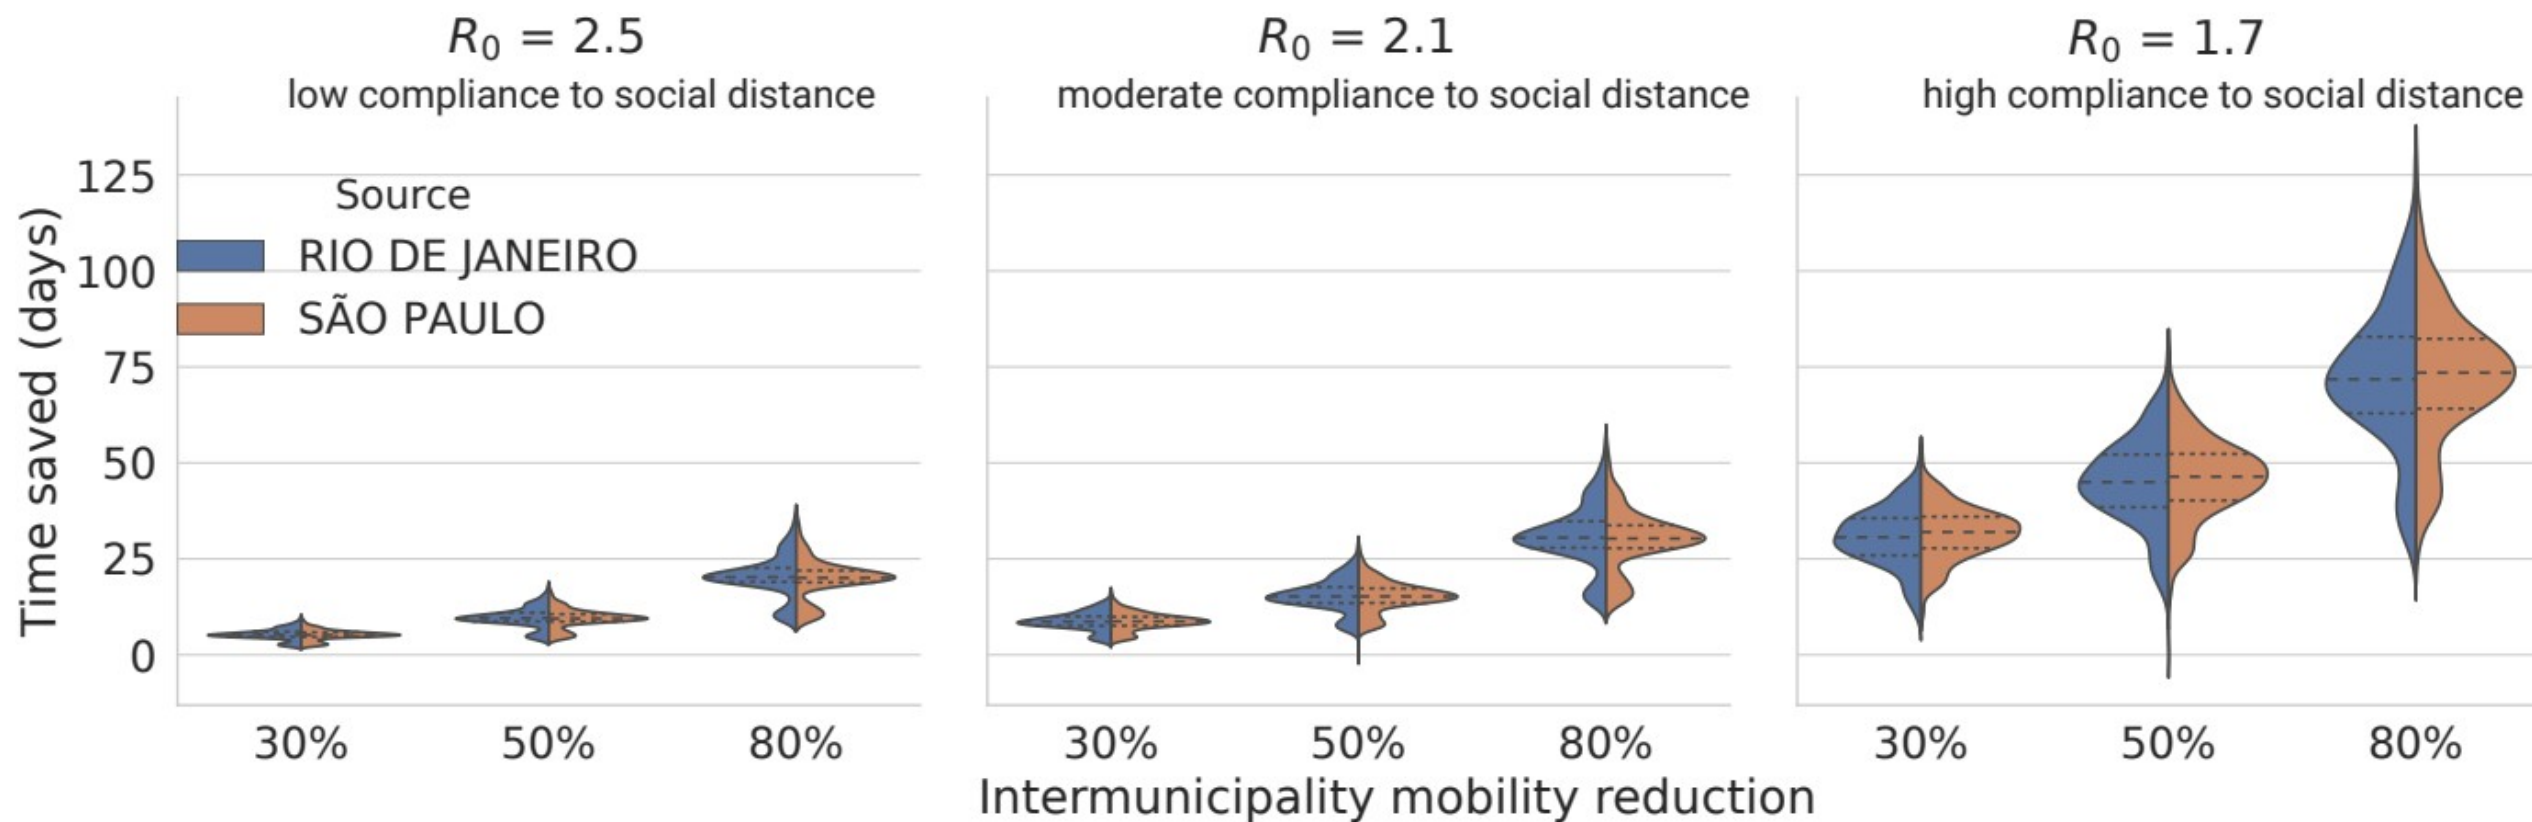 R₀ = 2.5
low compliance to social distance
R₀ = 2.1
moderate compliance to social distance
R₀ = 1.7
high compliance to social distance
Time saved (days)
125
100
75
50
25
0
Source
RIO DE JANEIRO
SÃO PAULO
30% 50% 80%
30% 50% 80%
30% 50% 80%
Intermunicipality mobility reduction